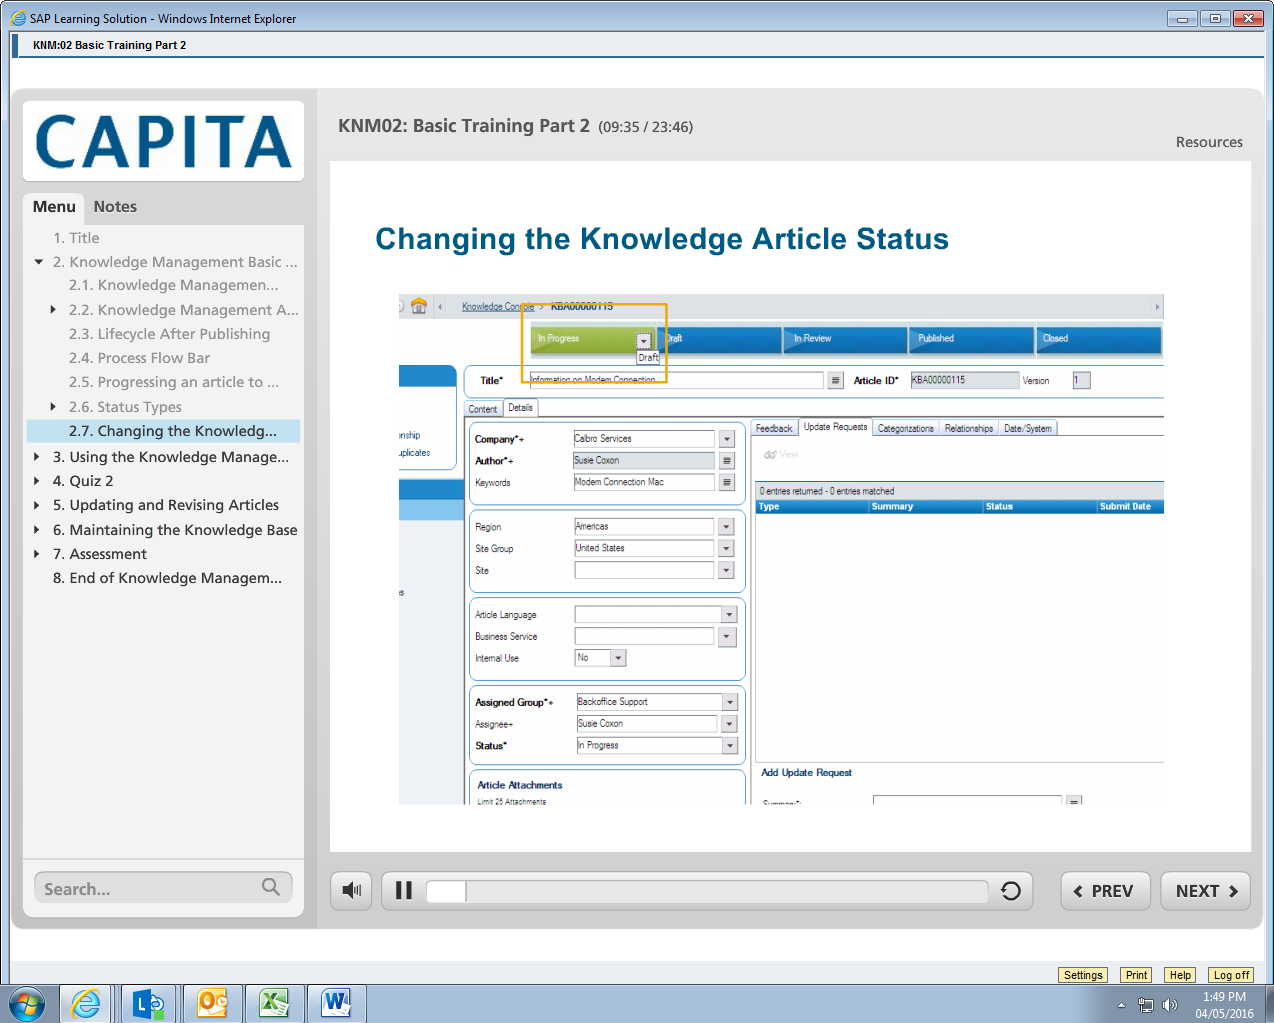 SAP Learning Solution - Windows Internet Explorer
KNM:02 Basic Training Part 2
CAPITA
KNM02: Basic Training Part 2 (09:35 / 23:46)
Resources
Menu
Notes
1. Title
2. Knowledge Management Basic ...
2.1. Knowledge Managemen...
2.2. Knowledge Management A...
2.3. Lifecycle After Publishing
2.4. Process Flow Bar
2.5. Progressing an article to ...
2.6. Status Types
2.7. Changing the Knowledg...
3. Using the Knowledge Manage...
4. Quiz 2
5. Updating and Revising Articles
6. Maintaining the Knowledge Base
7. Assessment
8. End of Knowledge Managem...
Search...
Changing the Knowledge Article Status
Knowledge Console > KBA00000115
In Progress
Draft
Draft
In Review
Published
Closed
Title* Information on Modem Connection
Article ID* KBA00000115 Version 1
Content Details
Company*+ Calbro Services
Author*+ Susie Coxon
Keywords Modem Connection Mac
Region Americas
Site Group United States
Site
Article Language
Business Service
Internal Use No
Assigned Group*+ Backoffice Support
Assignee+ Susie Coxon
Status* In Progress
Article Attachments
Limit 25 Attachments
Feedback Update Requests Categorizations Relationships Date/System
View
0 entries returned - 0 entries matched
Type Summary Status Submit Date
Add Update Request
Summary*:
PREV
NEXT
Settings Print Help Log off
1:49 PM
04/05/2016